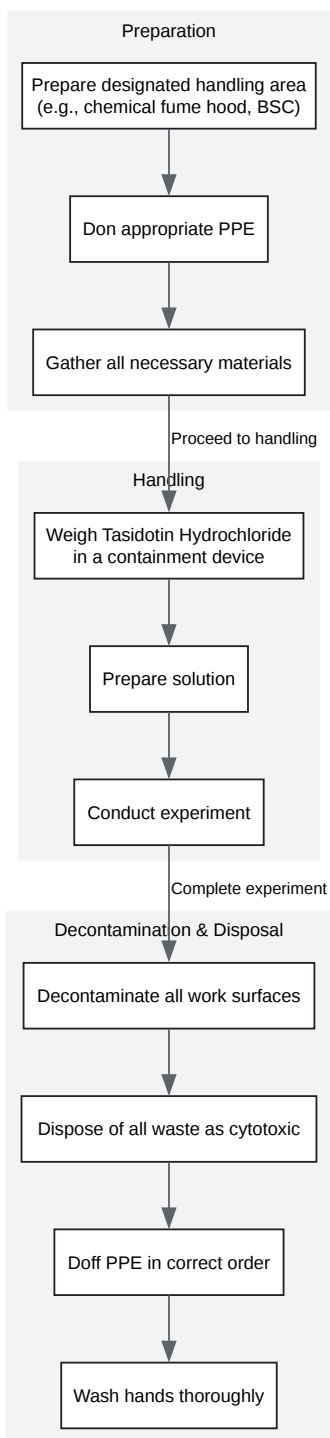 Preparation
Prepare designated handling area
(e.g., chemical fume hood, BSC)
Don appropriate PPE
Gather all necessary materials
Proceed to handling
Handling
Weigh Tasidotin Hydrochloride
in a containment device
Prepare solution
Conduct experiment
Complete experiment
Decontamination & Disposal
Decontaminate all work surfaces
Dispose of all waste as cytotoxic
Doff PPE in correct order
Wash hands thoroughly